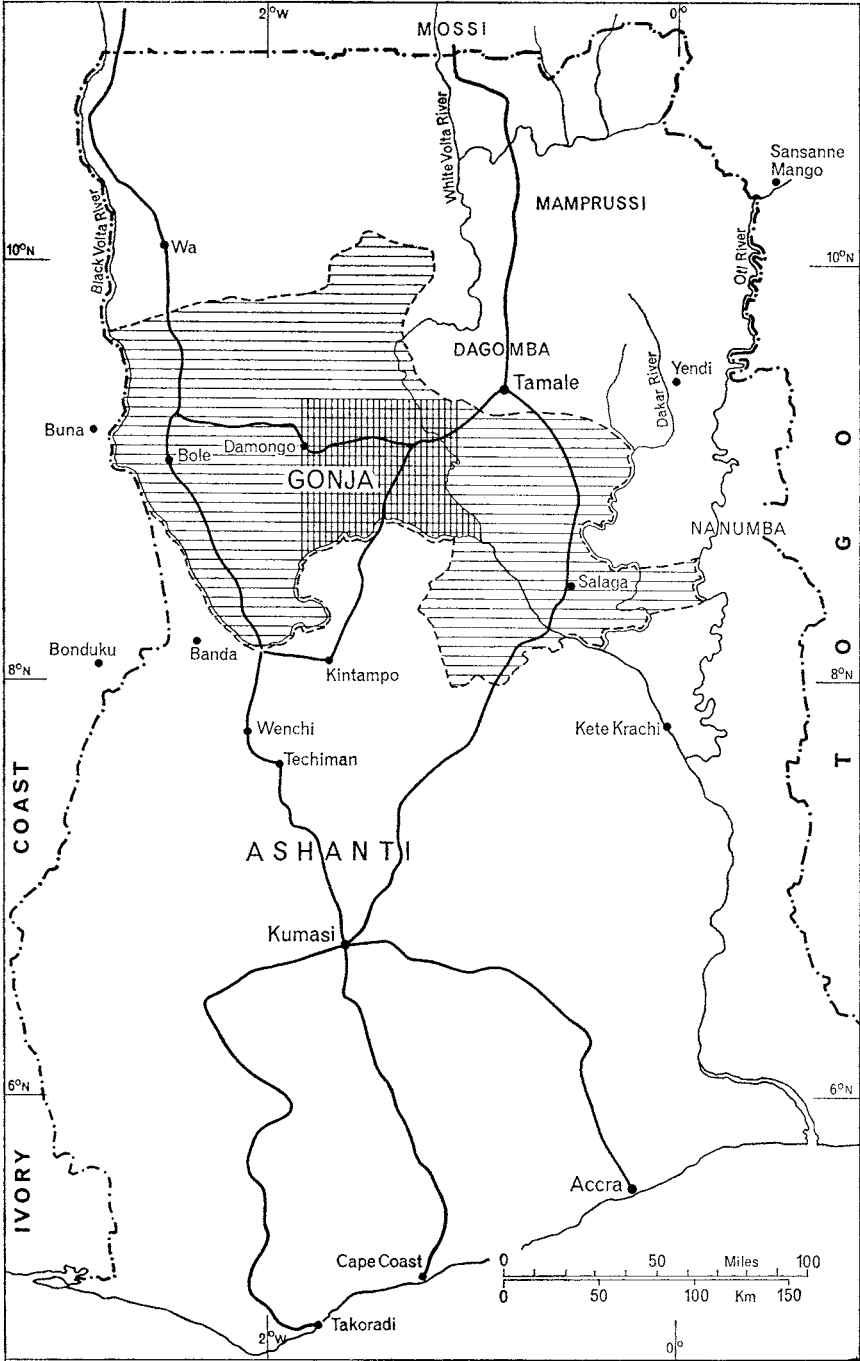 2°W
0°
MOSSI
White Volta River
Sansanne
Mango
MAMPRUSSI
Black Volta River
Wa
Oti River
10°N
10°N
DAGOMBA
Tamale
Dakar River
Yendi
Buna
Damongo
Bole
GONJA
NANUMBA
Salaga
Bonduku
Banda
Kintampo
8°N
8°N
Wenchi
Kete Krachi
Techiman
TOGO
IVORY COAST
ASHANTI
Kumasi
6°N
6°N
Accra
Cape Coast
0 50 Miles 100
0 50 100 Km 150
Takoradi
2°W
0°